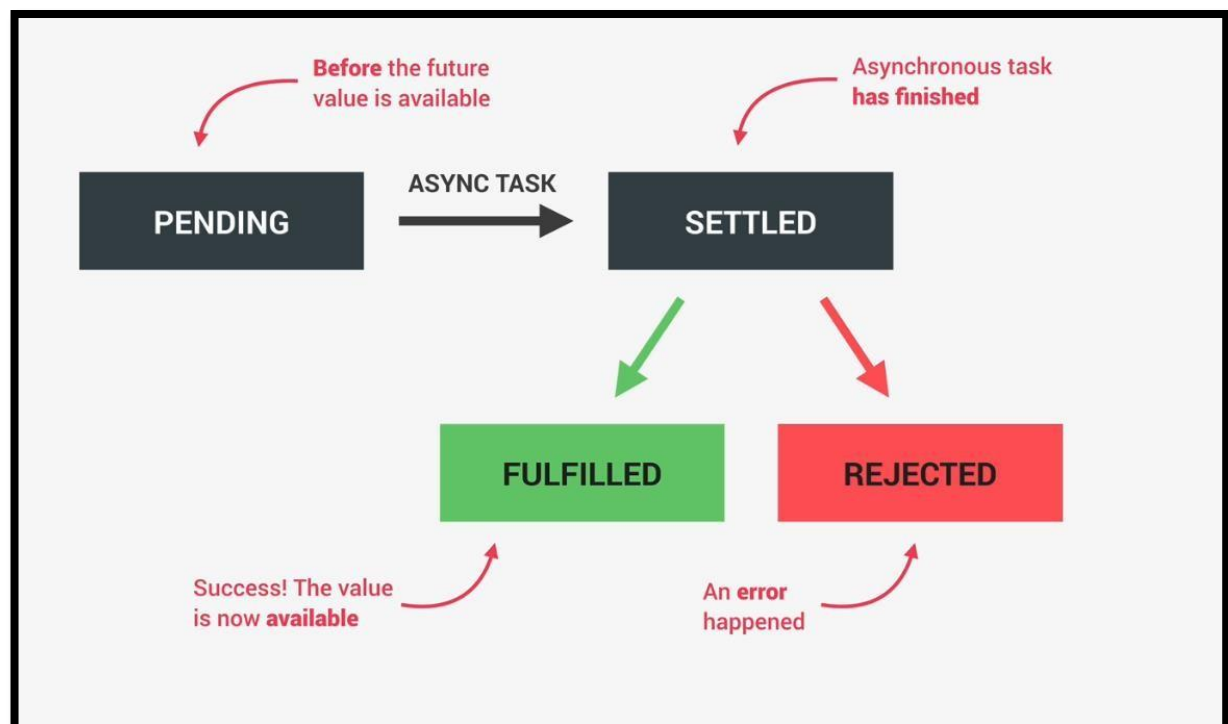 Before the future
value is available
Asynchronous task
has finished
PENDING
ASYNC TASK
SETTLED
FULFILLED
REJECTED
Success! The value
is now available
An error
happened